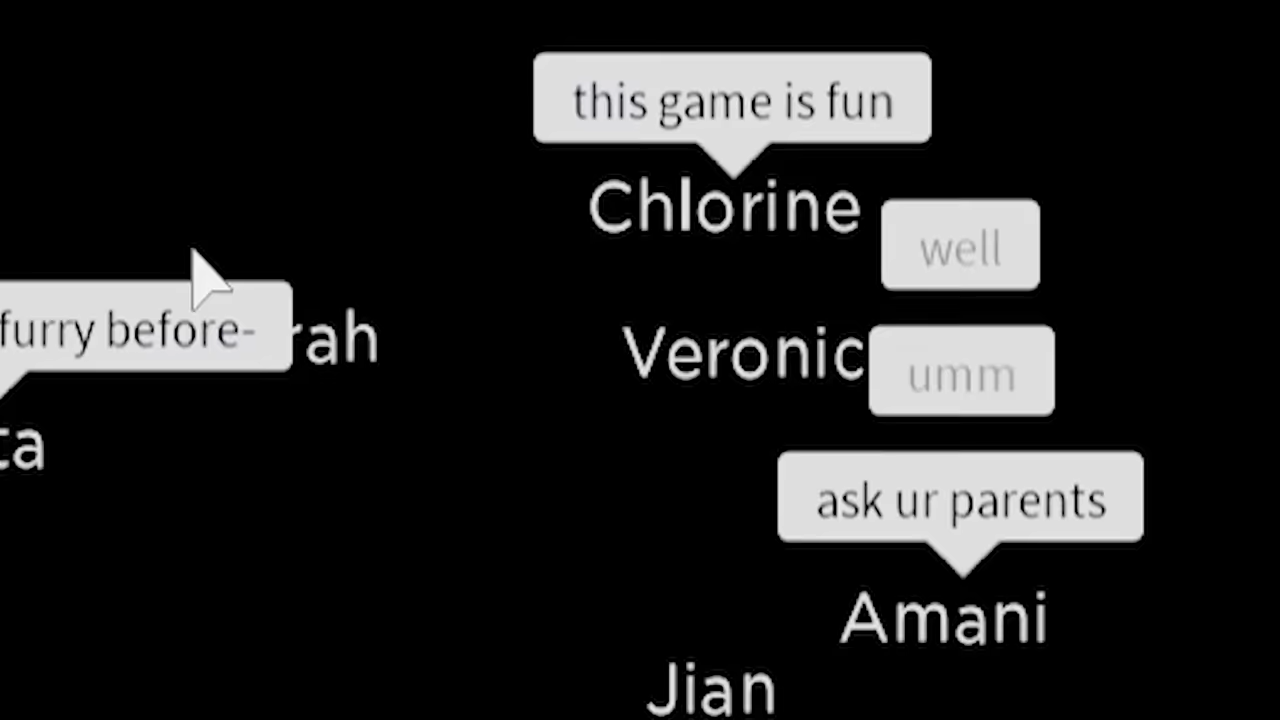 this game is fun
Chlorine
well
furry before-
rah
Veronic
umm
ta
ask ur parents
Amani
Jian